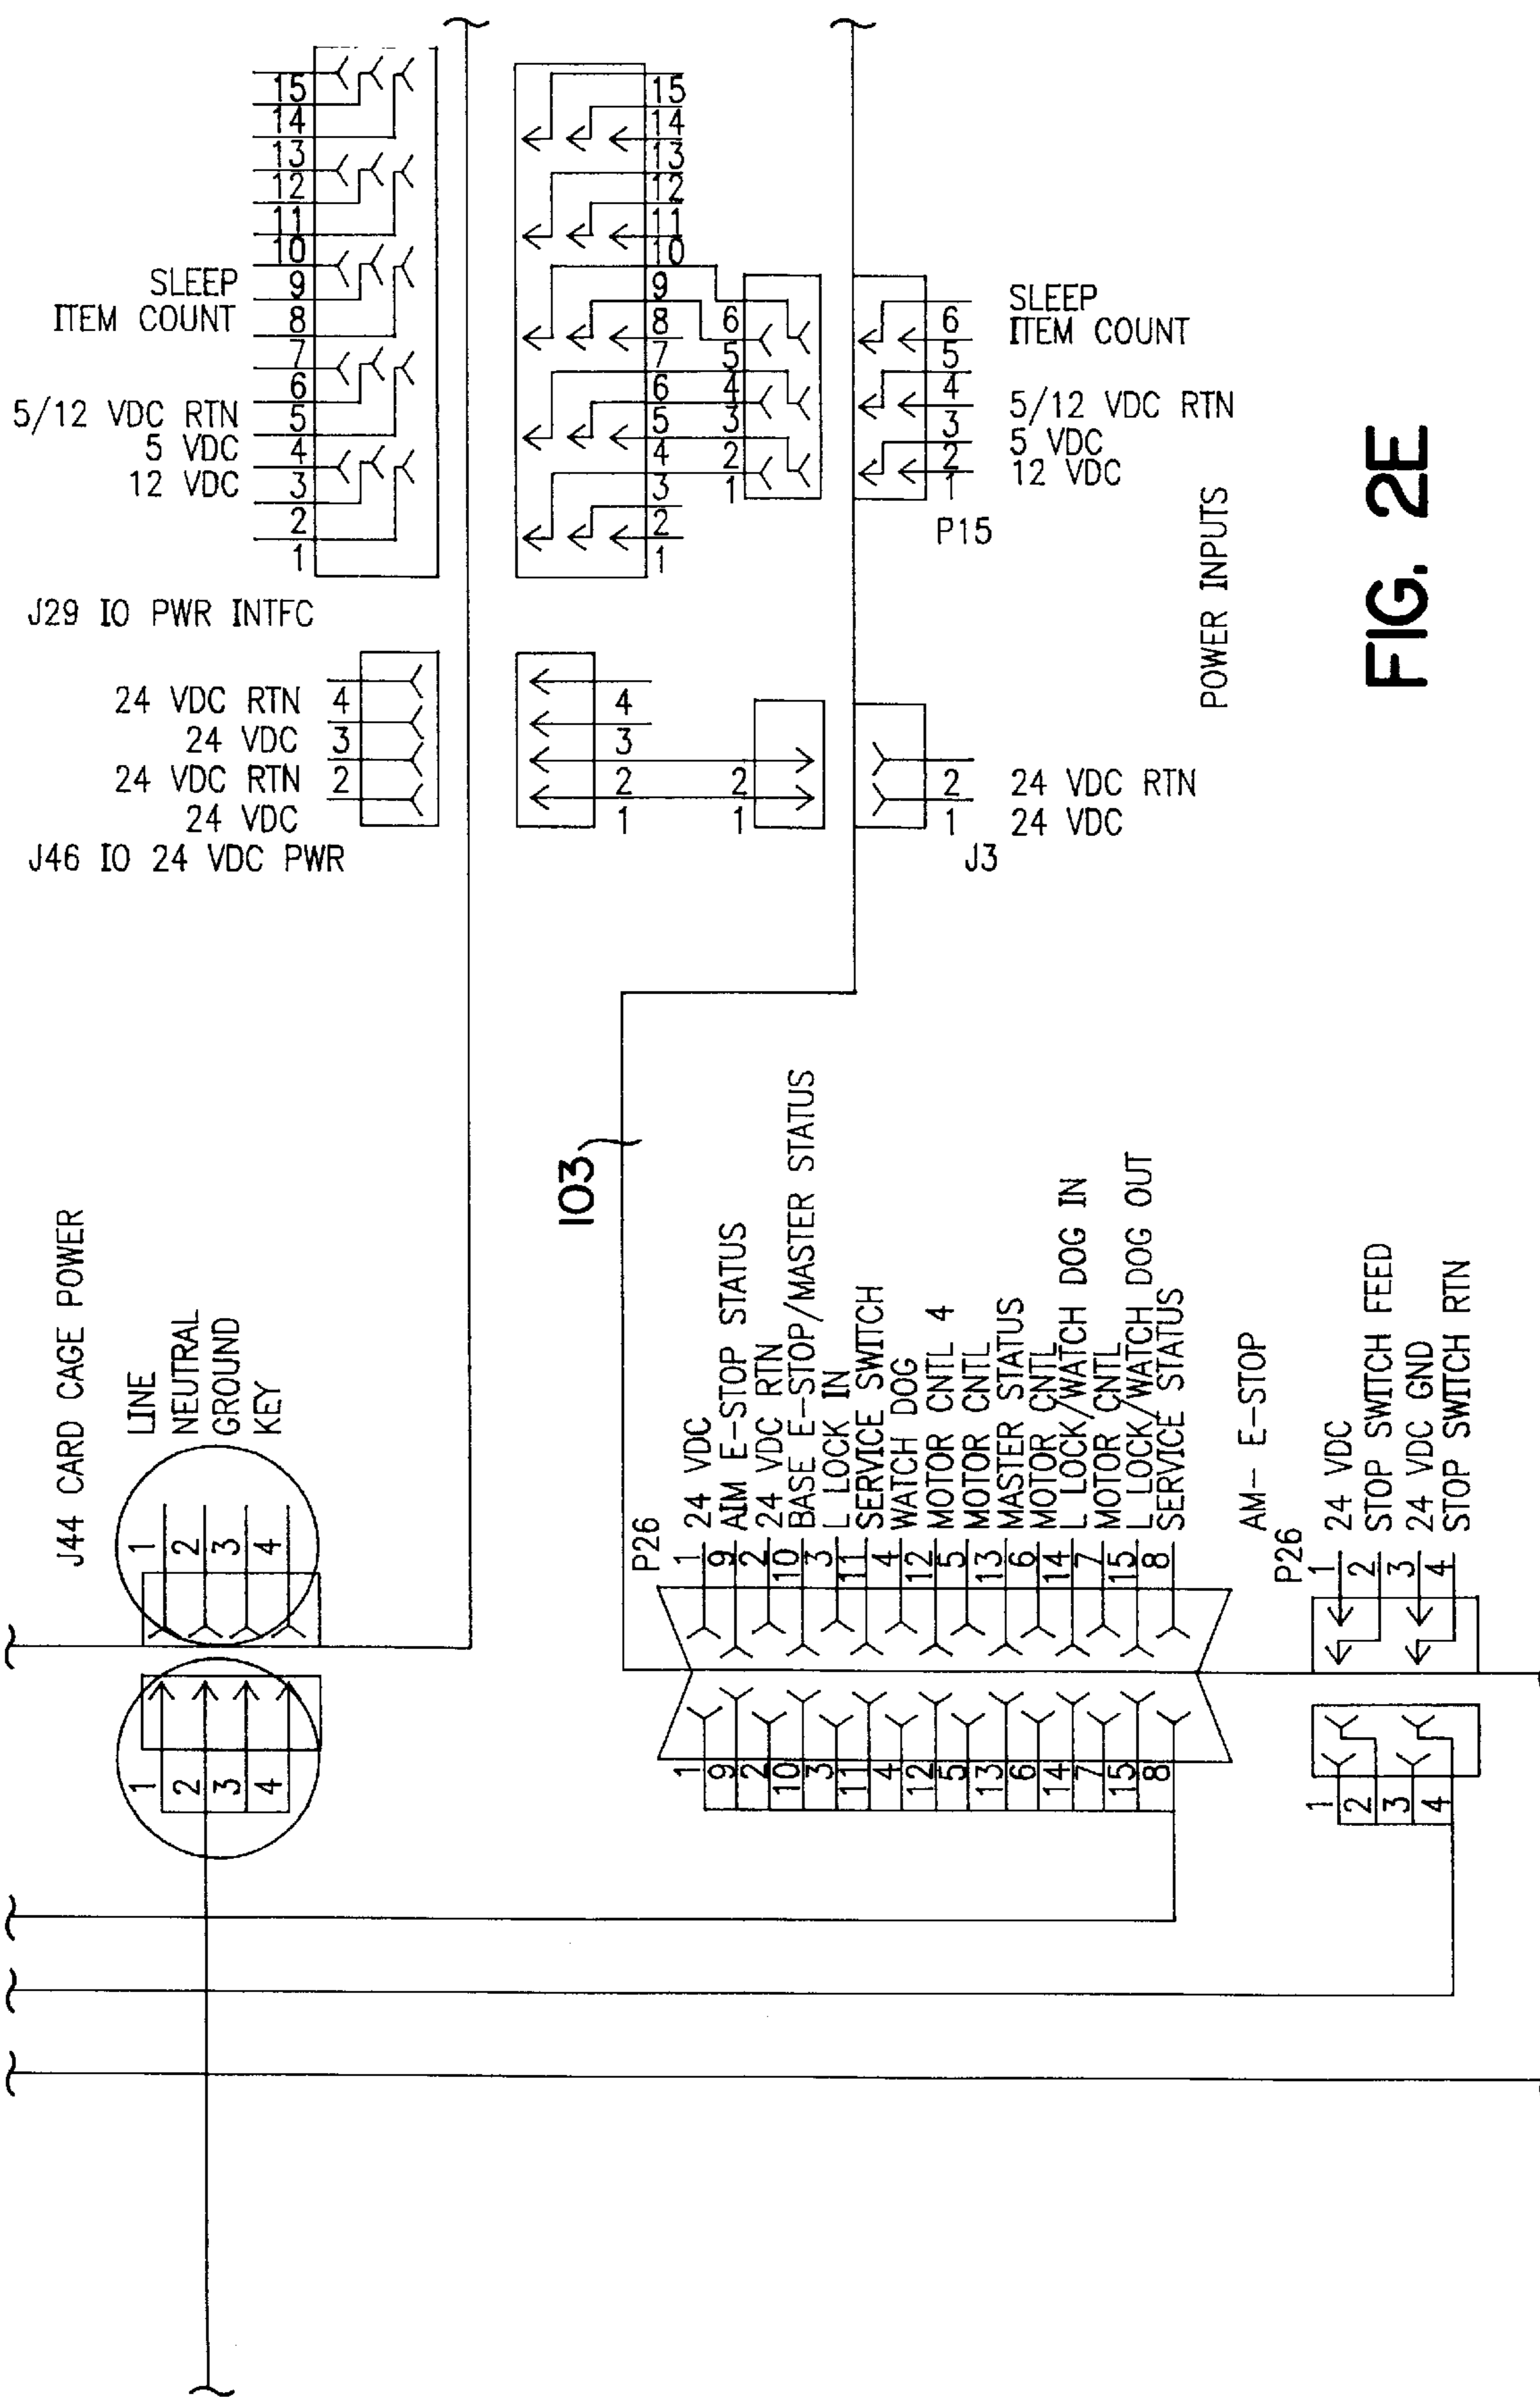 15
14
13
12
11
10
9
8
7
6
5
4
3
2
1
SLEEP
ITEM COUNT
5/12 VDC RTN
5 VDC
12 VDC
J29 IO PWR INTFC
15
14
13
12
11
10
9
8
7
6
5
4
3
2
1
6
5
4
3
2
1
6
5
4
3
2
1
SLEEP
ITEM COUNT
5/12 VDC RTN
5 VDC
12 VDC
P15
24 VDC RTN 4
24 VDC 3
24 VDC RTN 2
24 VDC
J46 IO 24 VDC PWR
4
3
2
1
2
1
2
1
24 VDC RTN
24 VDC
J3
POWER INPUTS
FIG. 2E
J44 CARD CAGE POWER
1 LINE
2 NEUTRAL
3 GROUND
4 KEY
1
2
3
4
103
P26
1 24 VDC
9 AIM E-STOP STATUS
2 24 VDC RTN
10 BASE E-STOP/MASTER STATUS
3 L LOCK IN
11 SERVICE SWITCH
4 WATCH DOG
12 MOTOR CNTL 4
5 MOTOR CNTL
13 MASTER STATUS
6 MOTOR CNTL
14 L LOCK/WATCH DOG IN
7 MOTOR CNTL
15 L LOCK/WATCH DOG OUT
8 SERVICE STATUS
1
9
2
10
3
11
4
12
5
13
6
14
7
15
8
AM-- E-STOP
P26
1 24 VDC
2 STOP SWITCH FEED
3 24 VDC GND
4 STOP SWITCH RTN
1
2
3
4